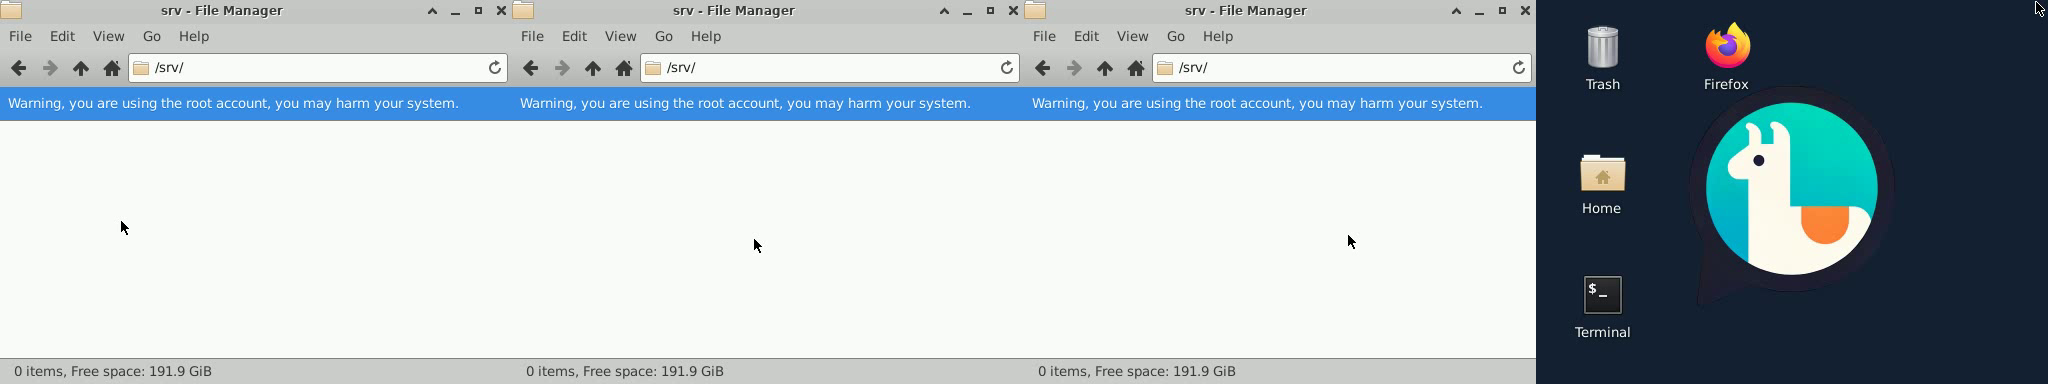 srv - File Manager
File Edit View Go Help
/srv/
Warning, you are using the root account, you may harm your system.
0 items, Free space: 191.9 GiB
srv - File Manager
File Edit View Go Help
/srv/
Warning, you are using the root account, you may harm your system.
0 items, Free space: 191.9 GiB
srv - File Manager
File Edit View Go Help
/srv/
Warning, you are using the root account, you may harm your system.
0 items, Free space: 191.9 GiB
Trash
Firefox
Home
$_
Terminal